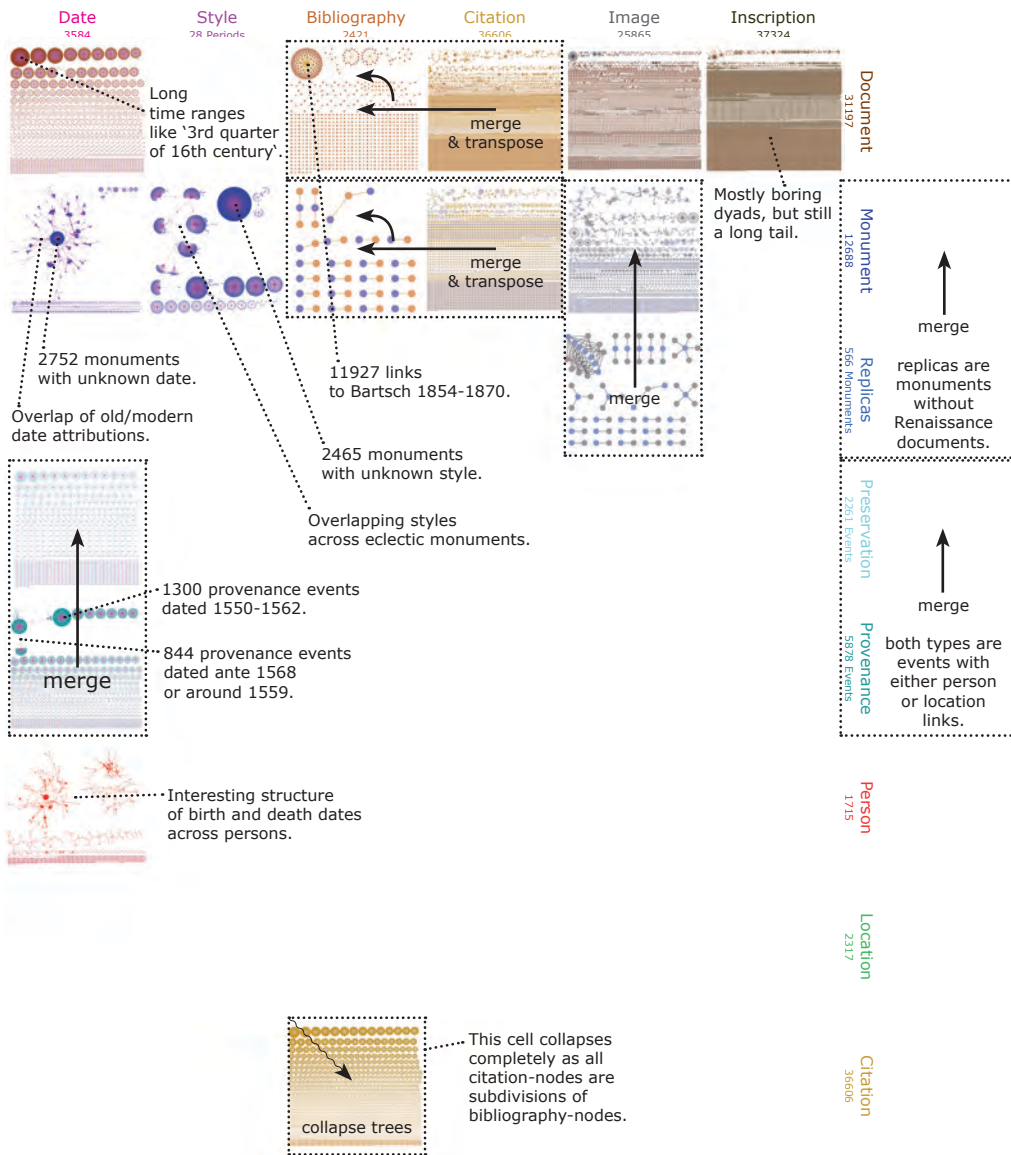 Date
3584
Style
28 Periods
Bibliography
2421
Citation
36606
Image
25865
Inscription
37324
Document
31197
Long
time ranges
like ‘3rd quarter
of 16th century‘.
merge
& transpose
Mostly boring
dyads, but still
a long tail.
Monument
12688
merge
& transpose
merge
2752 monuments
with unknown date.
11927 links
to Bartsch 1854-1870.
merge
Replicas
566 Monuments
replicas are
monuments
without
Renaissance
documents.
Overlap of old/modern
date attributions.
2465 monuments
with unknown style.
Preservation
2261 Events
Overlapping styles
across eclectic monuments.
1300 provenance events
dated 1550-1562.
merge
844 provenance events
dated ante 1568
or around 1559.
merge
Provenance
5878 Events
both types are
events with
either person
or location
links.
Person
1715
Interesting structure
of birth and death dates
across persons.
Location
2317
This cell collapses
completely as all
citation-nodes are
subdivisions of
bibliography-nodes.
collapse trees
Citation
36606